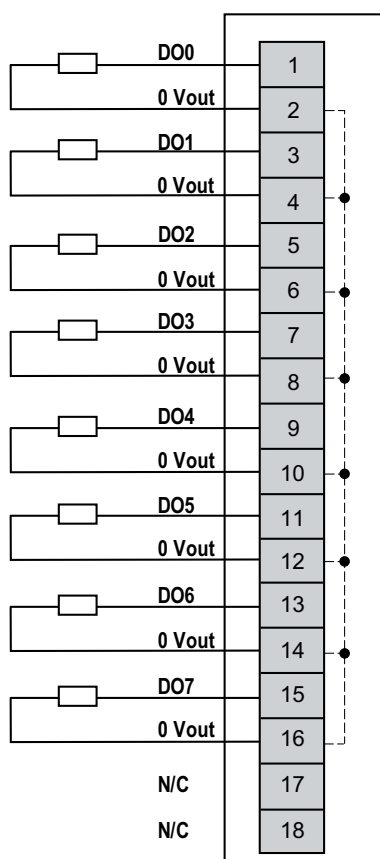 DO0 1
0 Vout 2
DO1 3
0 Vout 4
DO2 5
0 Vout 6
DO3 7
0 Vout 8
DO4 9
0 Vout 10
DO5 11
0 Vout 12
DO6 13
0 Vout 14
DO7 15
0 Vout 16
N/C 17
N/C 18